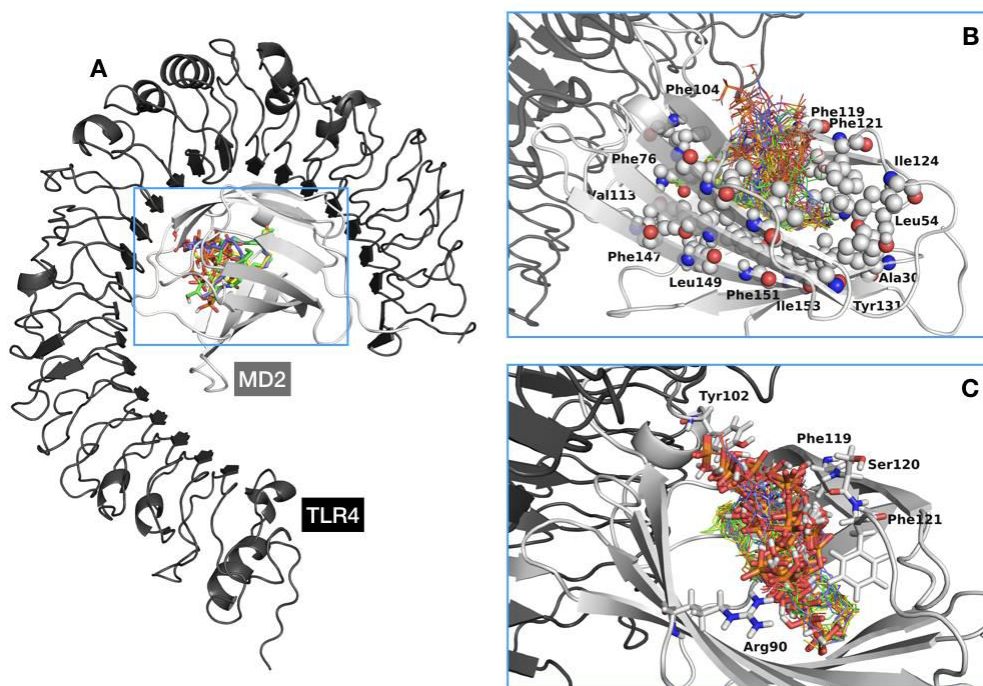 A
MD2
TLR4
B
Phe104
Phe119
Phe121
Phe76
Ile124
Val113
Leu54
Phe147
Ala30
Leu149
Phe151
Ile153
Tyr131
C
Tyr102
Phe119
Ser120
Phe121
Arg90